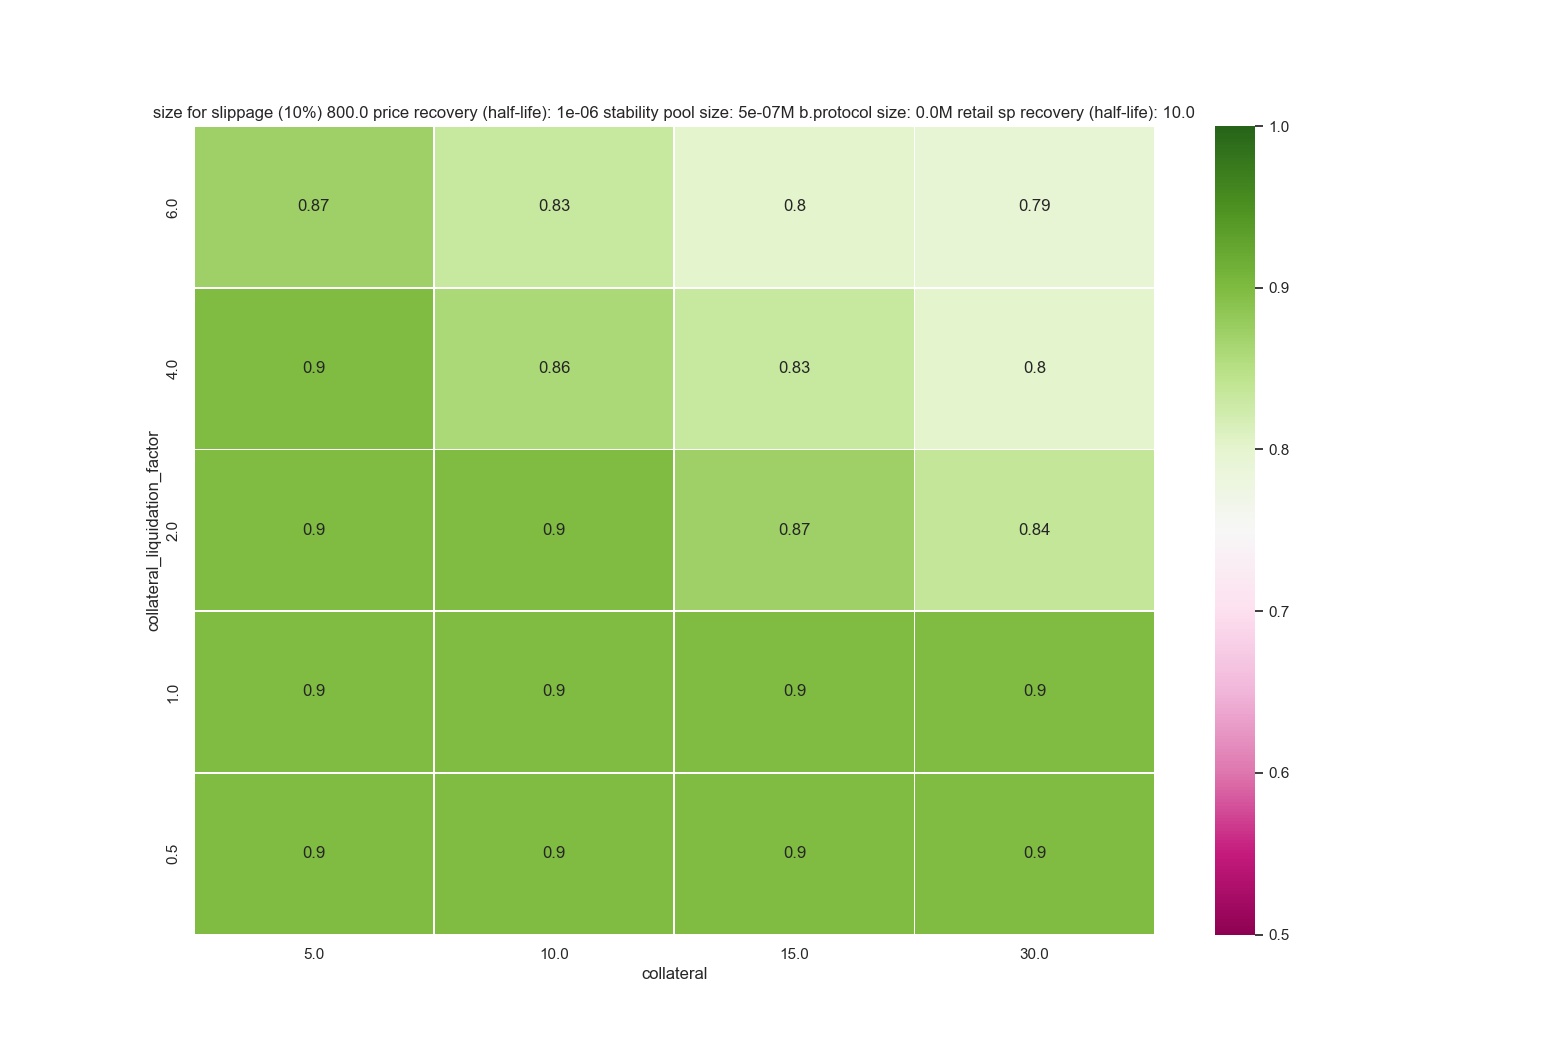 size for slippage (10%) 800.0 price recovery (half-life): 1e-06 stability pool size: 5e-07M b.protocol size: 0.0M retail sp recovery (half-life): 10.0
collateral_liquidation_factor
6.0
0.87 0.83 0.8 0.79
4.0
0.9 0.86 0.83 0.8
2.0
0.9 0.9 0.87 0.84
1.0
0.9 0.9 0.9 0.9
0.5
0.9 0.9 0.9 0.9
5.0 10.0 15.0 30.0
collateral
1.0
0.9
0.8
0.7
0.6
0.5